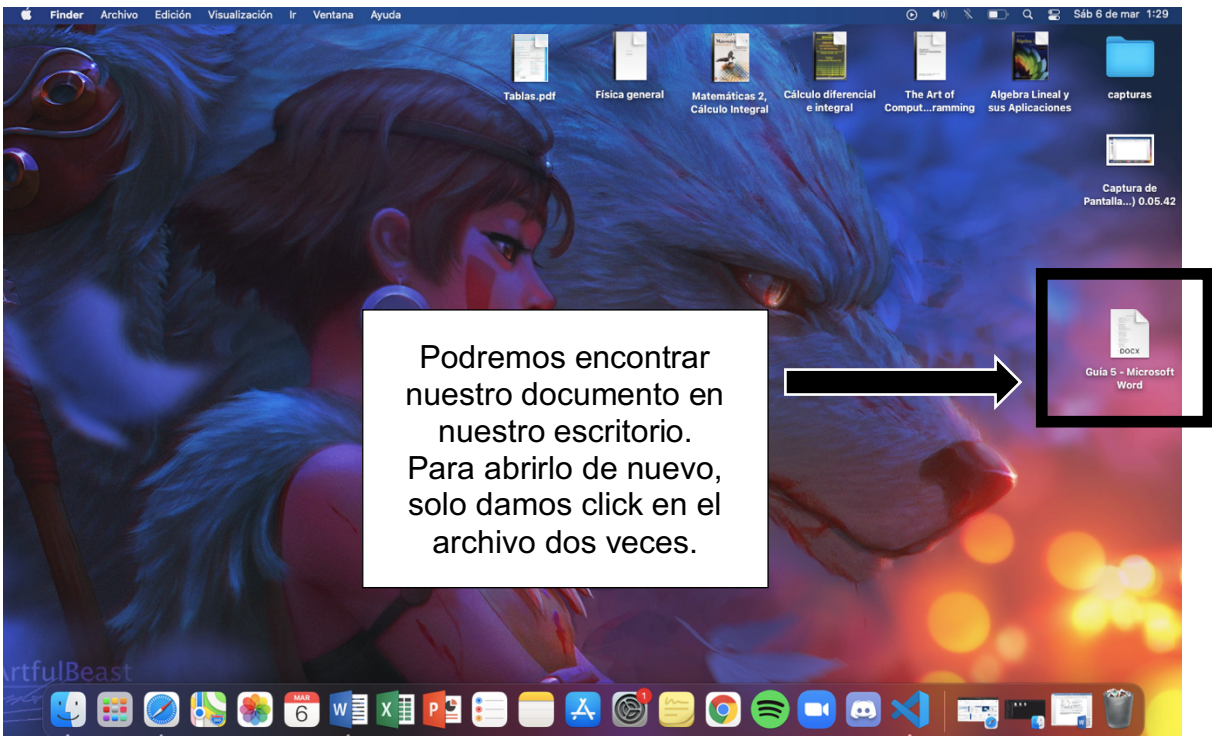 Finder Archivo Edición Visualización Ir Ventana Ayuda
Sáb 6 de mar 1:29
Tablas.pdf
Física general
Matemáticas 2,
Cálculo Integral
Cálculo diferencial
e integral
The Art of
Comput...ramming
Algebra Lineal y
sus Aplicaciones
capturas
Captura de
Pantalla...) 0.05.42
DOCX
Guía 5 - Microsoft
Word
Podremos encontrar
nuestro documento en
nuestro escritorio.
Para abrirlo de nuevo,
solo damos click en el
archivo dos veces.
rtfulBeast
MAR
6
W
X
P
1